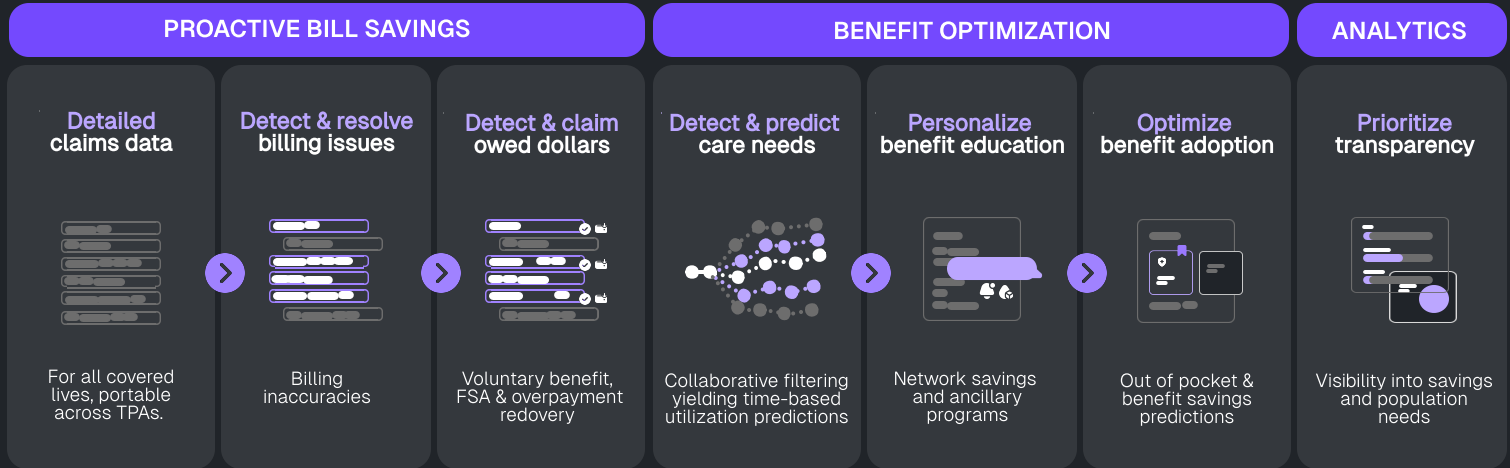 PROACTIVE BILL SAVINGS
BENEFIT OPTIMIZATION
ANALYTICS
Detailed
claims data
For all covered
lives, portable
across TPAs.
Detect & resolve
billing issues
Billing
inaccuracies
Detect & claim
owed dollars
Voluntary benefit,
FSA & overpayment
redovery
Detect & predict
care needs
Collaborative filtering
yielding time-based
utilization predictions
Personalize
benefit education
Network savings
and ancillary
programs
Optimize
benefit adoption
Out of pocket &
benefit savings
predictions
Prioritize
transparency
Visibility into savings
and population
needs